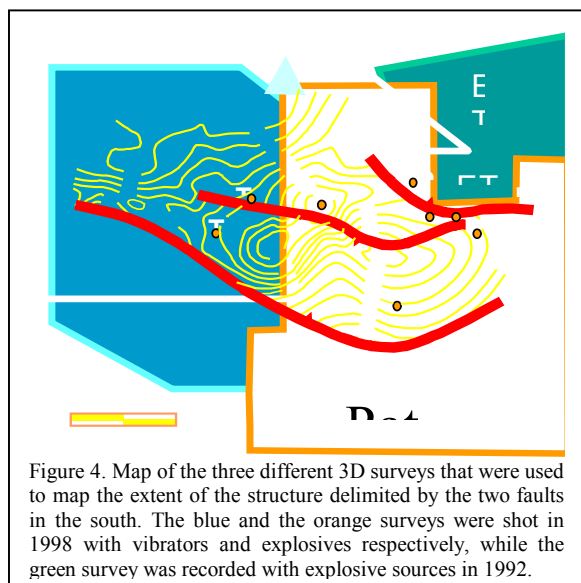 E
T
T
T
Figure 4. Map of the three different 3D surveys that were used
to map the extent of the structure delimited by the two faults
in the south. The blue and the orange surveys were shot in
1998 with vibrators and explosives respectively, while the
green survey was recorded with explosive sources in 1992.